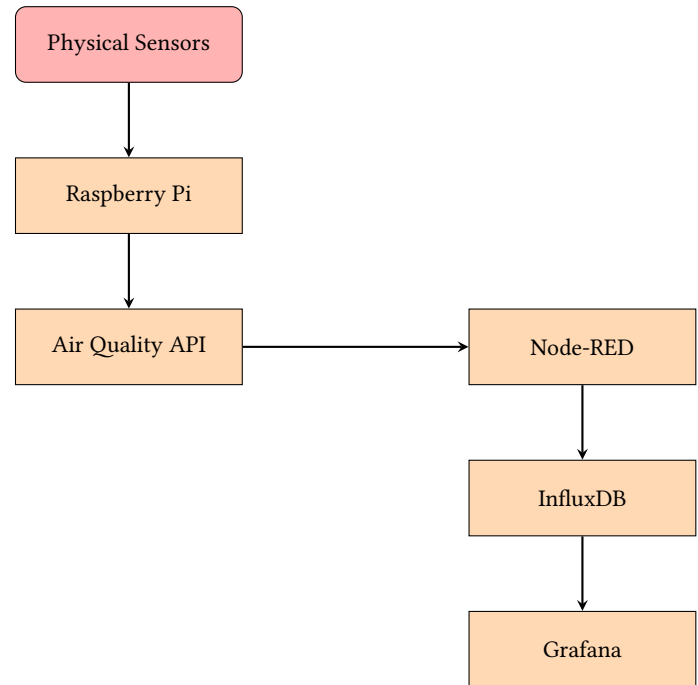 Physical Sensors
Raspberry Pi
Air Quality API
Node-RED
InfluxDB
Grafana